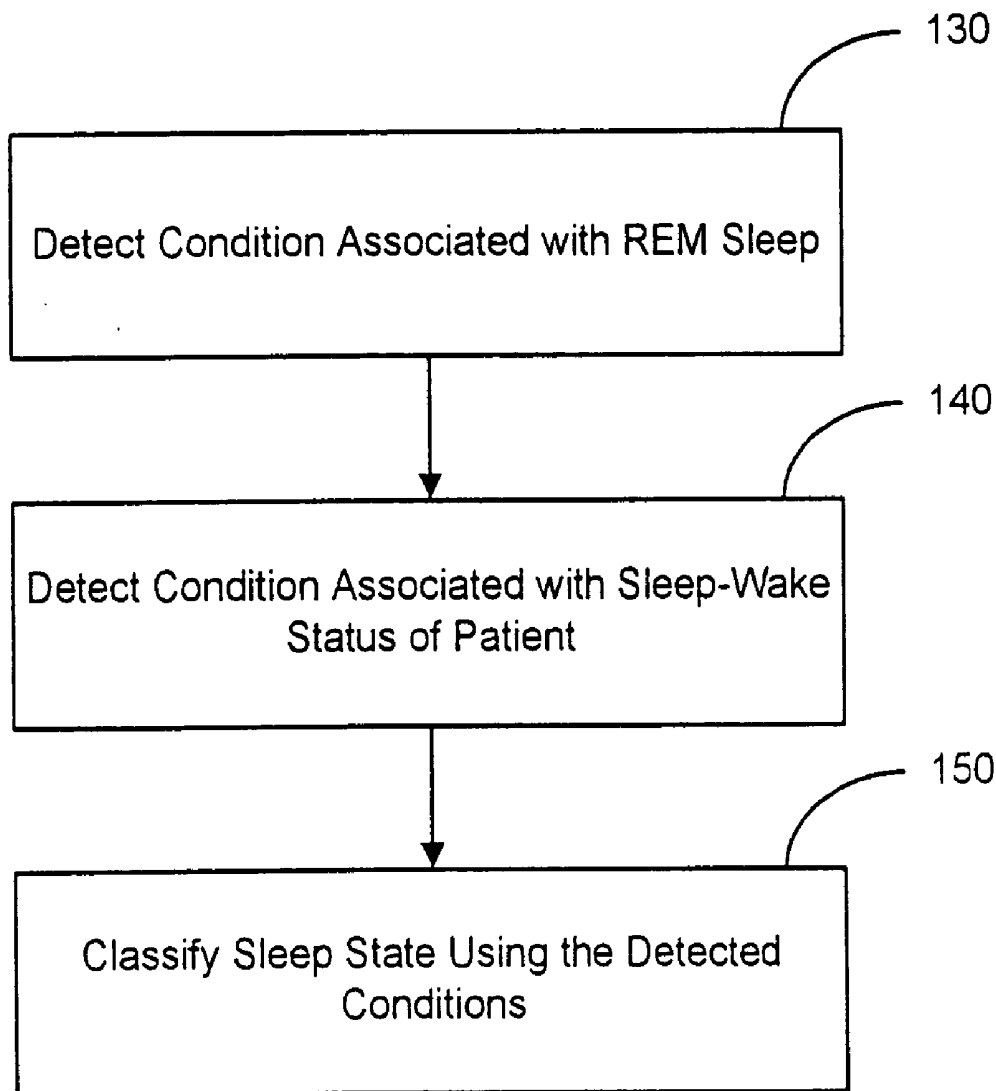 130
Detect Condition Associated with REM Sleep
140
Detect Condition Associated with Sleep-Wake
Status of Patient
150
Classify Sleep State Using the Detected
Conditions